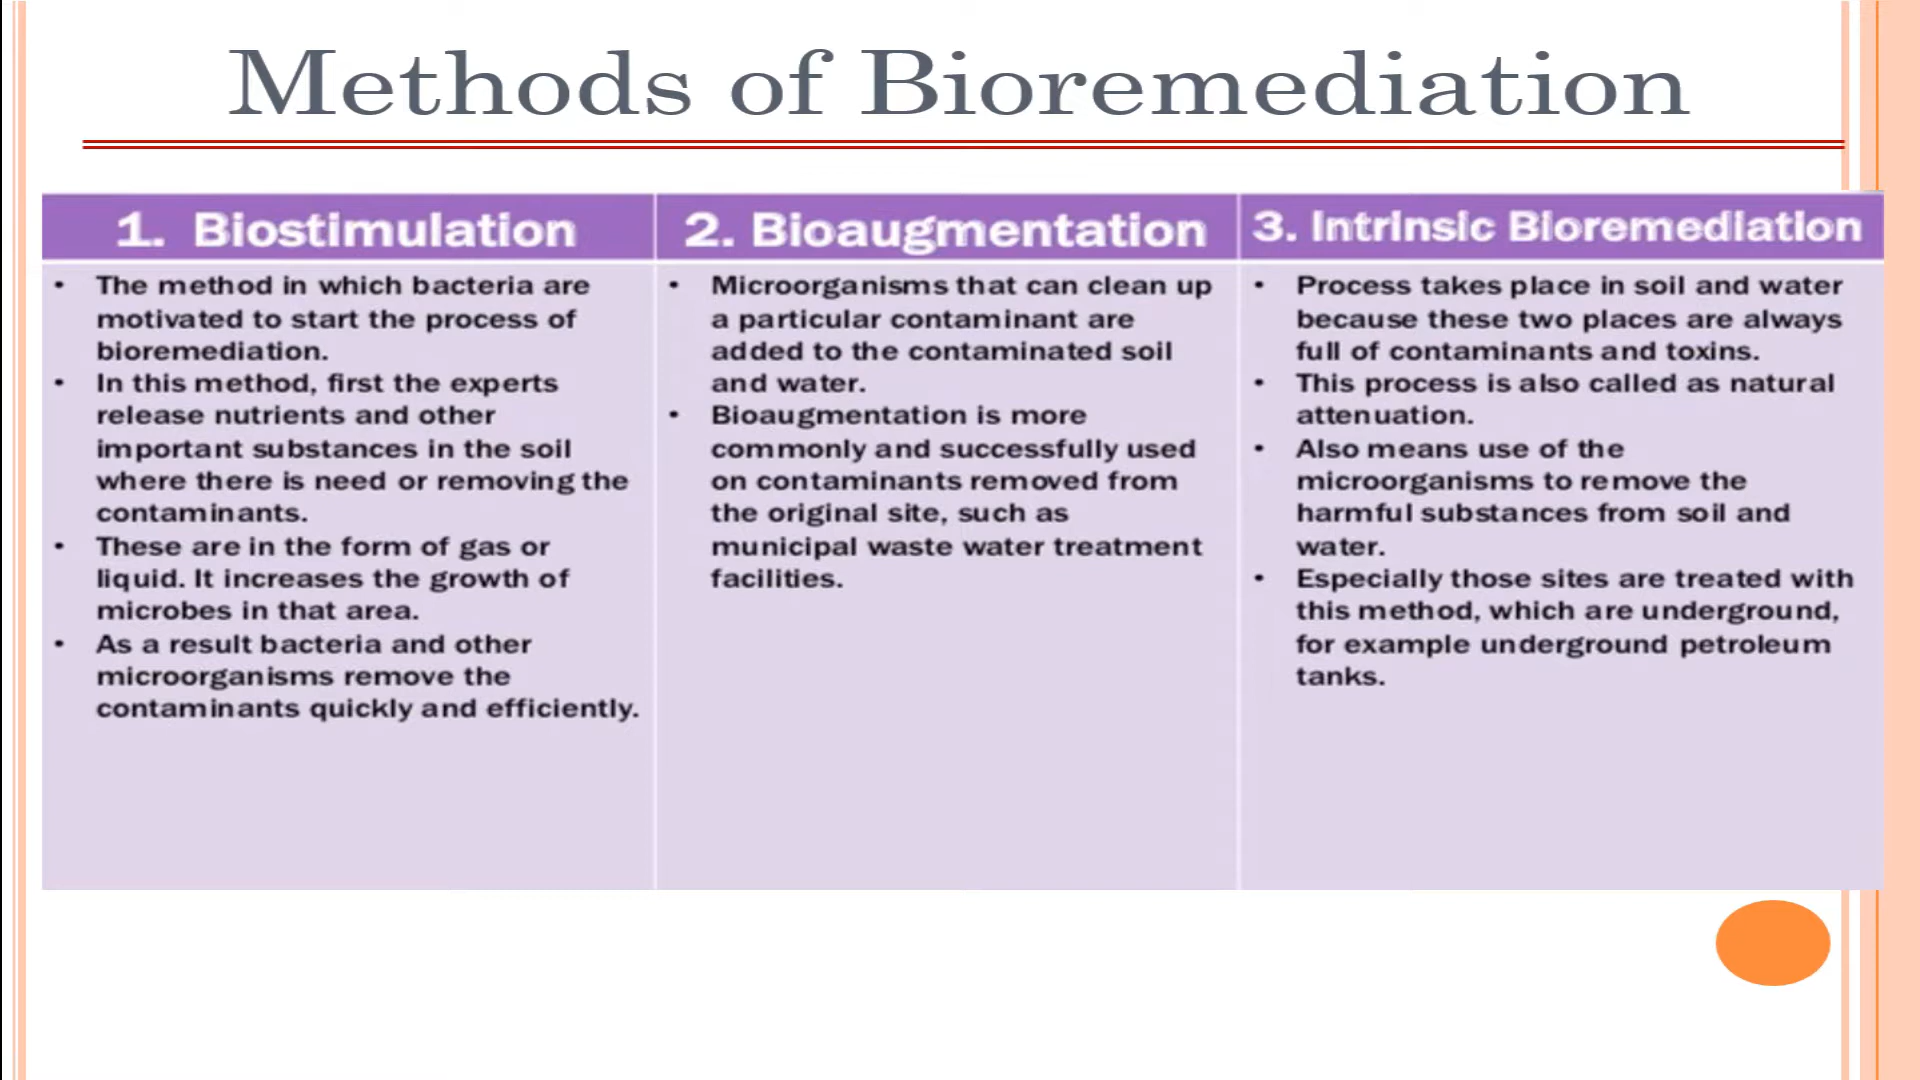 Methods of Bioremediation
1. Biostimulation
• The method in which bacteria are
motivated to start the process of
bioremediation.
• In this method, first the experts
release nutrients and other
important substances in the soil
where there is need or removing the
contaminants.
• These are in the form of gas or
liquid. It increases the growth of
microbes in that area.
• As a result bacteria and other
microorganisms remove the
contaminants quickly and efficiently.
2. Bioaugmentation
• Microorganisms that can clean up
a particular contaminant are
added to the contaminated soil
and water.
• Bioaugmentation is more
commonly and successfully used
on contaminants removed from
the original site, such as
municipal waste water treatment
facilities.
3. Intrinsic Bioremediation
• Process takes place in soil and water
because these two places are always
full of contaminants and toxins.
• This process is also called as natural
attenuation.
• Also means use of the
microorganisms to remove the
harmful substances from soil and
water.
• Especially those sites are treated with
this method, which are underground,
for example underground petroleum
tanks.